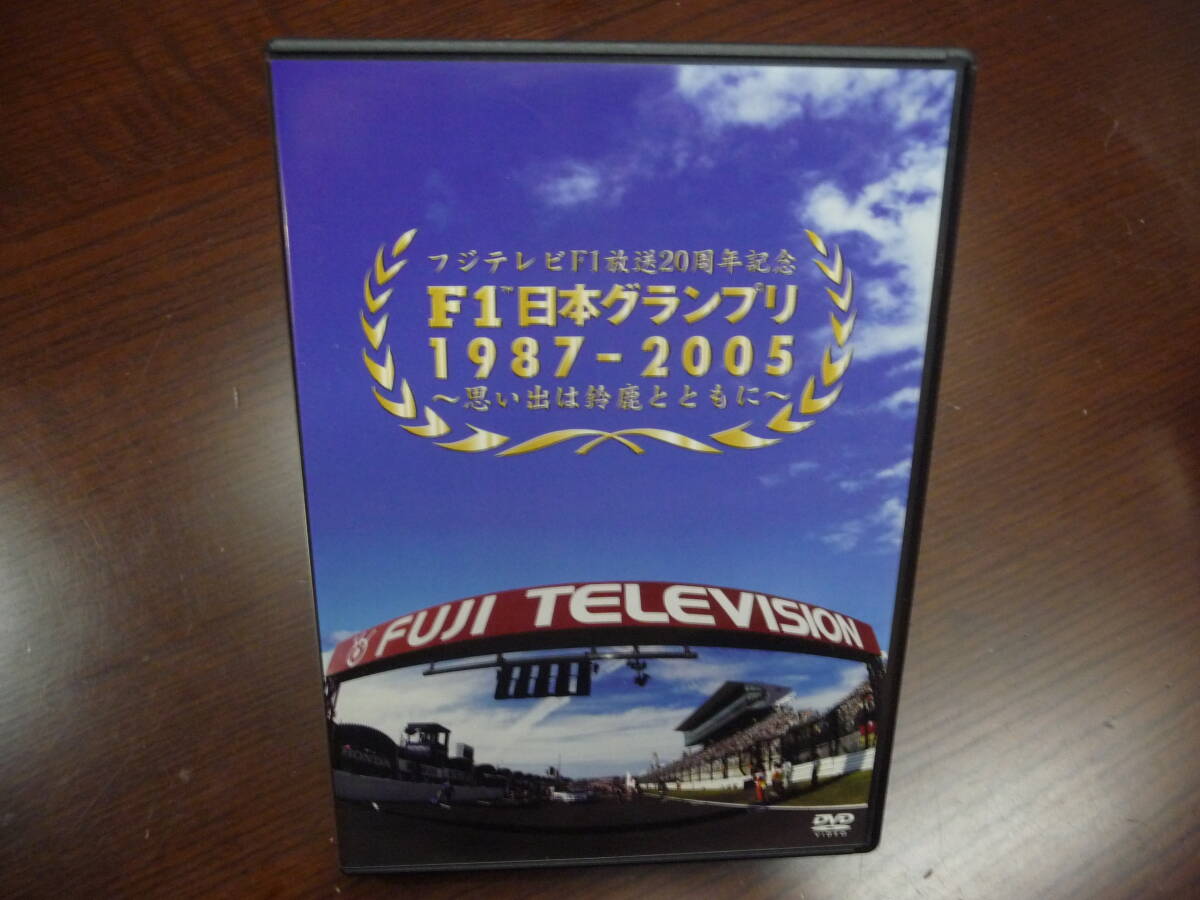 フジテレビF1放送20周年記念
F1™日本グランプリ
1987-2005
～思い出は鈴鹿とともに～
FUJI TELEVISION
HONDA
DVD
VIDEO